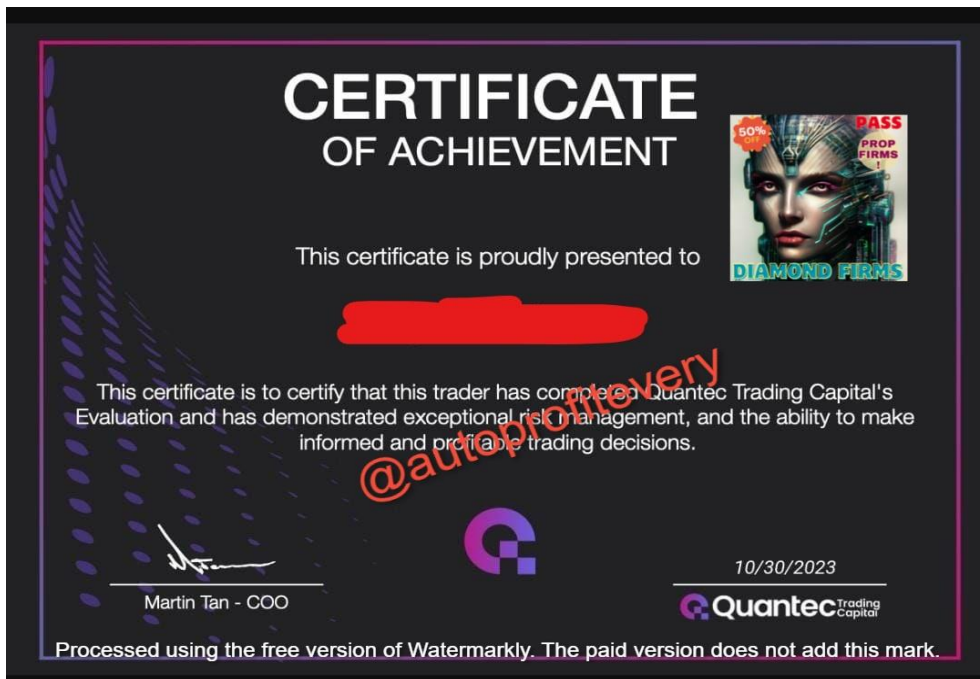 CERTIFICATE
OF ACHIEVEMENT
50%
OFF
PASS
PROP
FIRMS
!
DIAMOND FIRMS
This certificate is proudly presented to
This certificate is to certify that this trader has completed Quantec Trading Capital's
Evaluation and has demonstrated exceptional risk management, and the ability to make
informed and profitable trading decisions.
@autoprofitevery
10/30/2023
Martin Tan - COO
Quantec Trading
Capital
Processed using the free version of Watermarkly. The paid version does not add this mark.